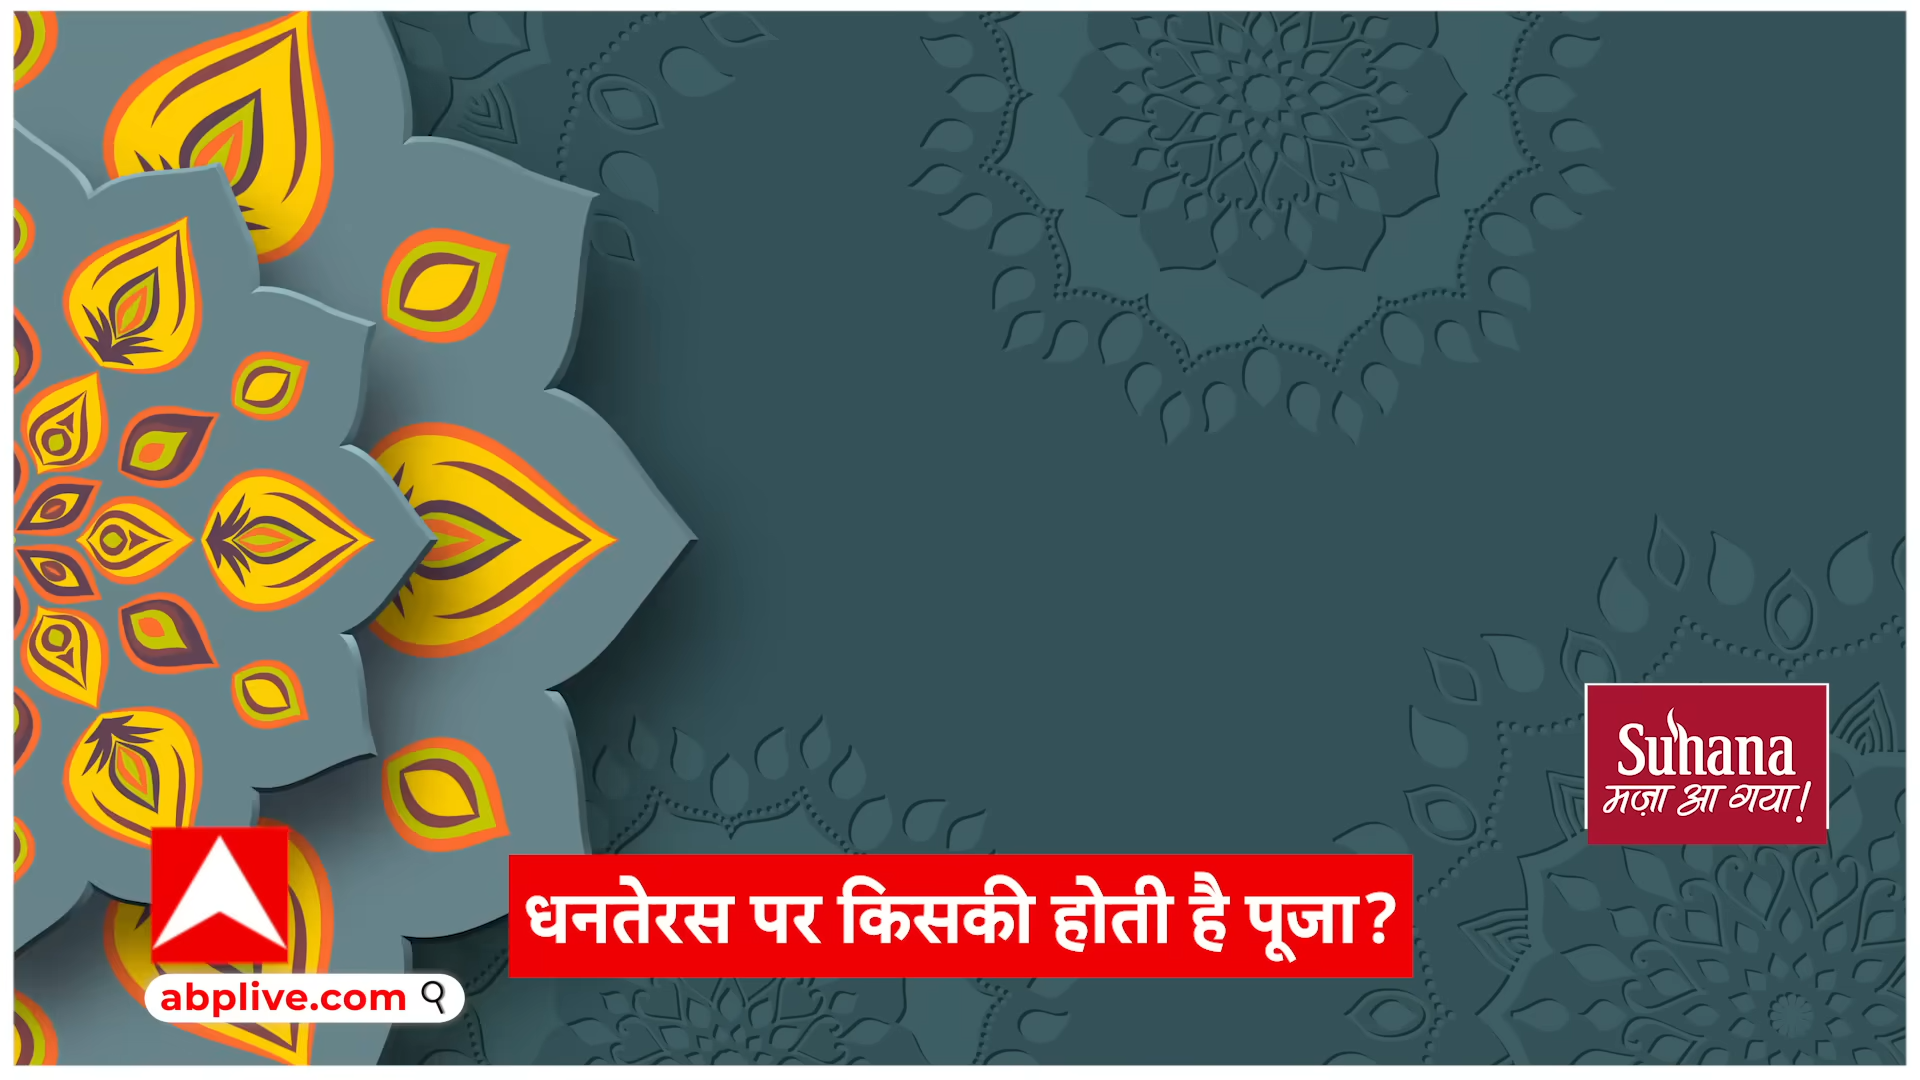 Suhana
मज़ा आ गया!
धनतेरस पर किसकी होती है पूजा?
abplive.com